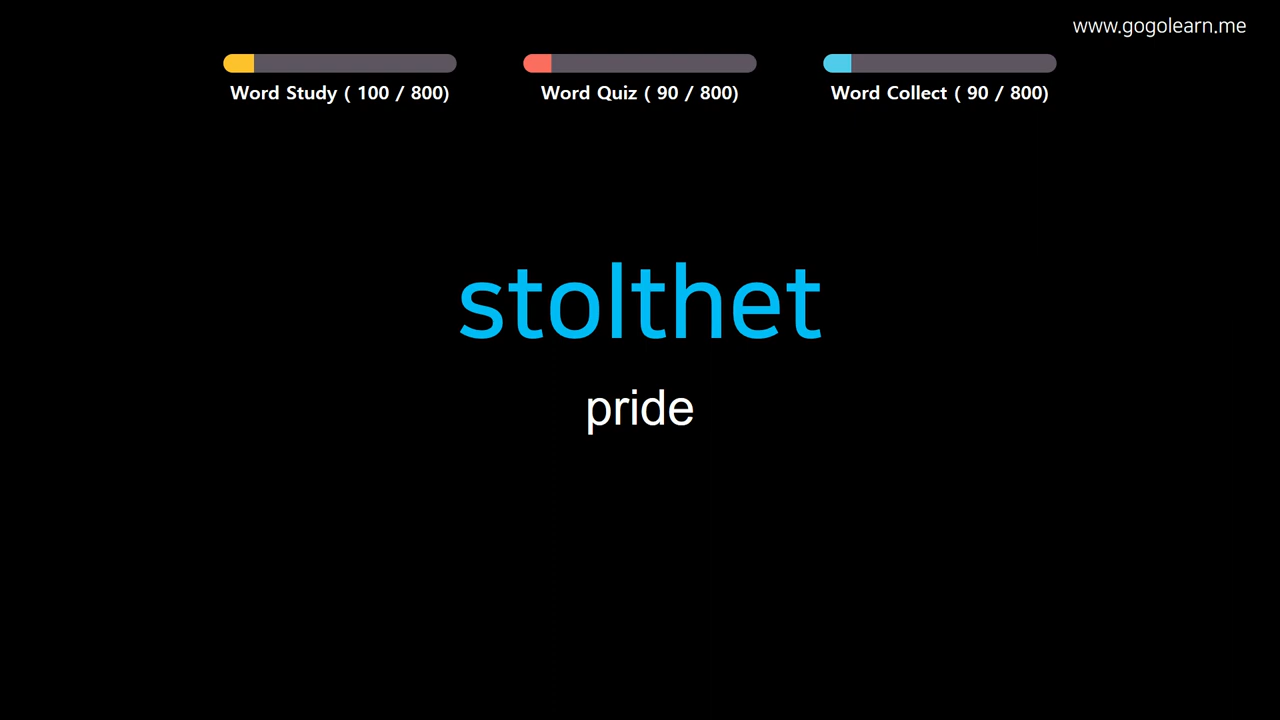 www.gogolearn.me
Word Study ( 100 / 800)
Word Quiz ( 90 / 800)
Word Collect ( 90 / 800)
stolthet
pride